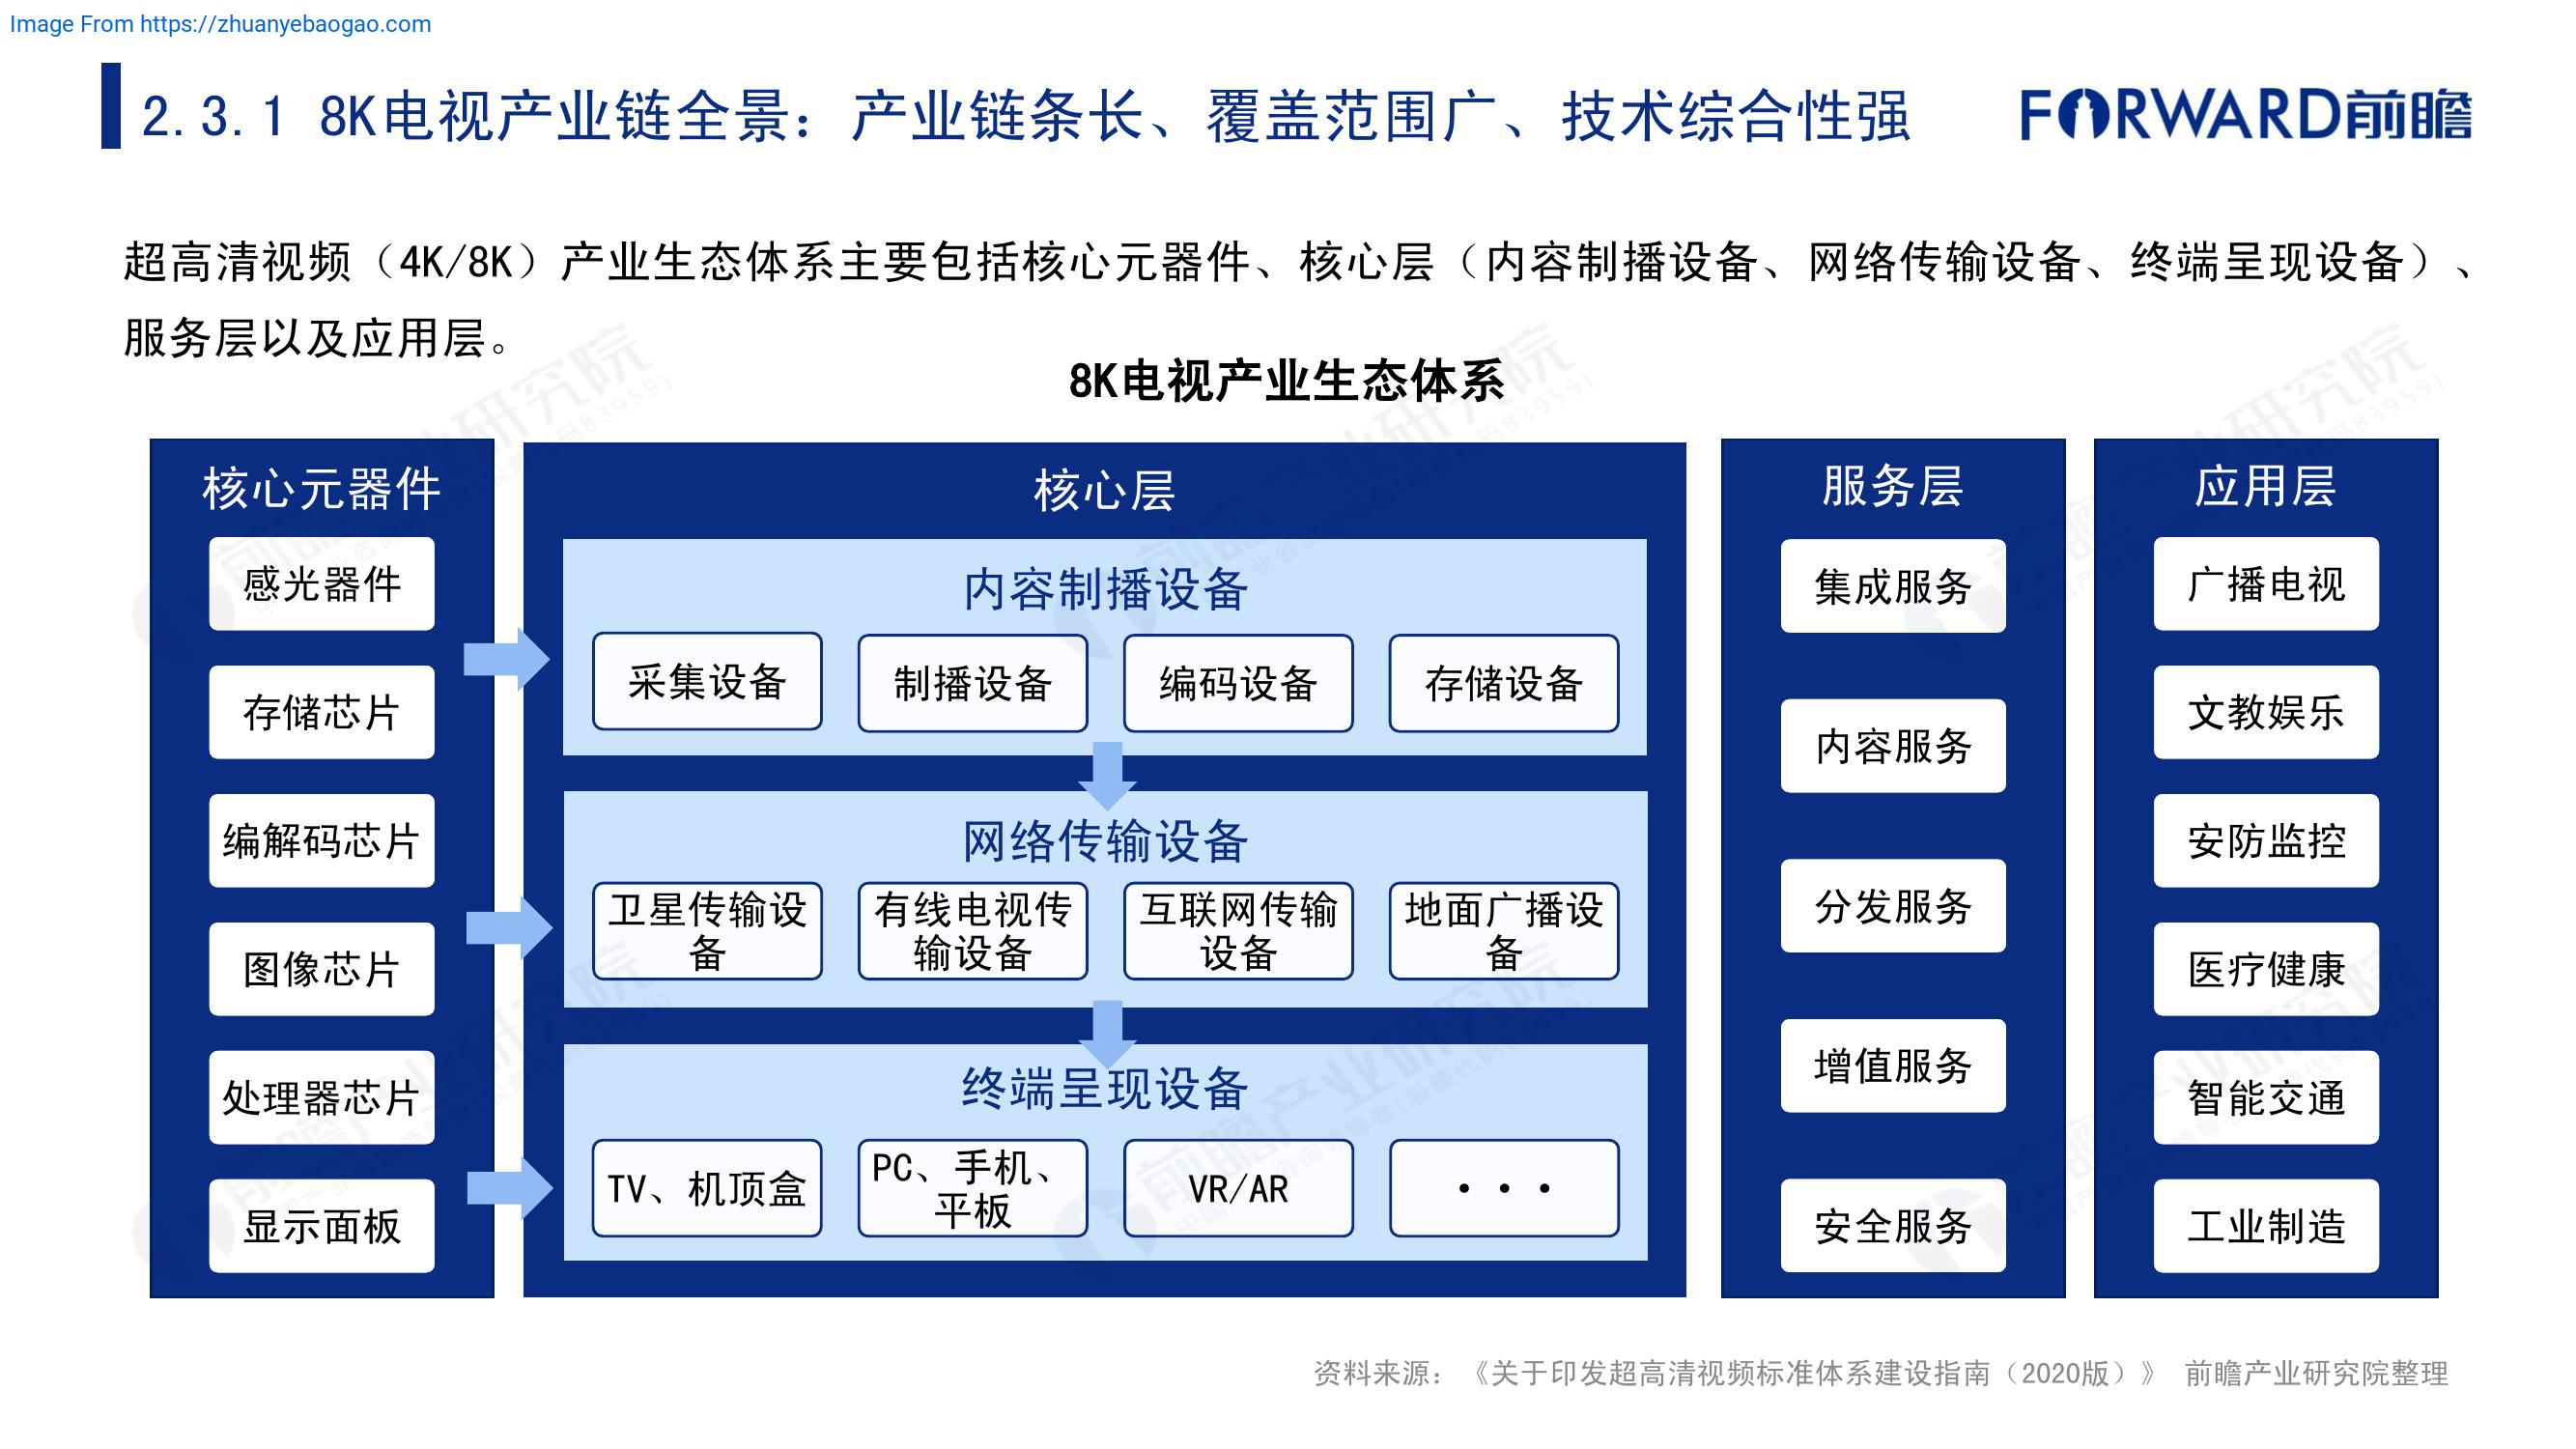 Image From https://zhuanyebaogao.com
2.3.1 8K电视产业链全景：产业链条长、覆盖范围广、技术综合性强
FORWARD前瞻
超高清视频（4K/8K）产业生态体系主要包括核心元器件、核心层（内容制播设备、网络传输设备、终端呈现设备）、
服务层以及应用层。
8K电视产业生态体系
核心元器件
感光器件
存储芯片
编解码芯片
图像芯片
处理器芯片
显示面板
核心层
内容制播设备
采集设备
制播设备
编码设备
存储设备
网络传输设备
卫星传输设
备
有线电视传
输设备
互联网传输
设备
地面广播设
备
终端呈现设备
TV、机顶盒
PC、手机、
平板
VR/AR
···
服务层
集成服务
内容服务
分发服务
增值服务
安全服务
应用层
广播电视
文教娱乐
安防监控
医疗健康
智能交通
工业制造
资料来源：《关于印发超高清视频标准体系建设指南（2020版）》 前瞻产业研究院整理